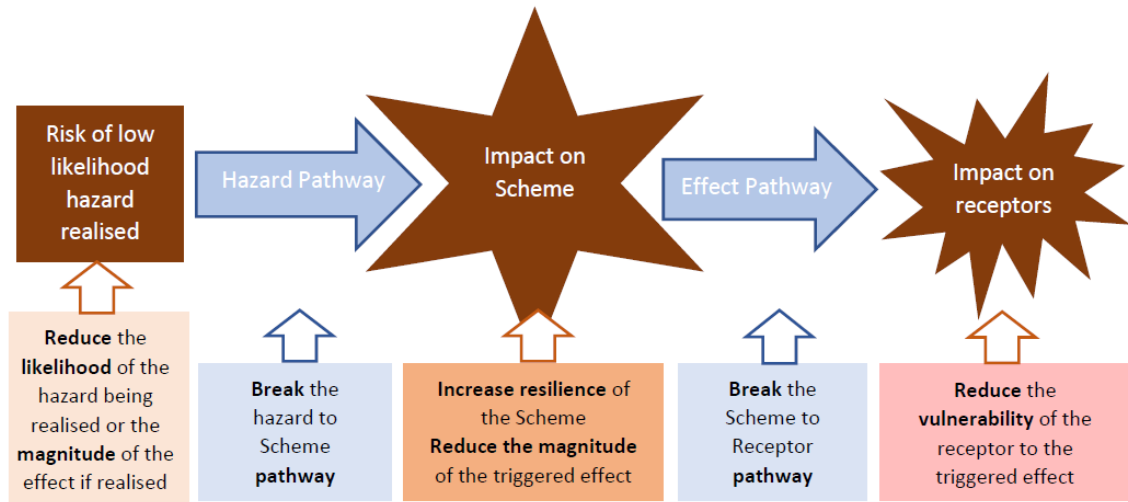 Risk of low
likelihood
hazard
realised
Hazard Pathway
Impact on
Scheme
Effect Pathway
Impact on
receptors
Reduce the
likelihood of the
hazard being
realised or the
magnitude of the
effect if realised
Break the
hazard to
Scheme
pathway
Increase resilience of
the Scheme
Reduce the magnitude
of the triggered effect
Break the
Scheme to
Receptor
pathway
Reduce the
vulnerability of the
receptor to the
triggered effect